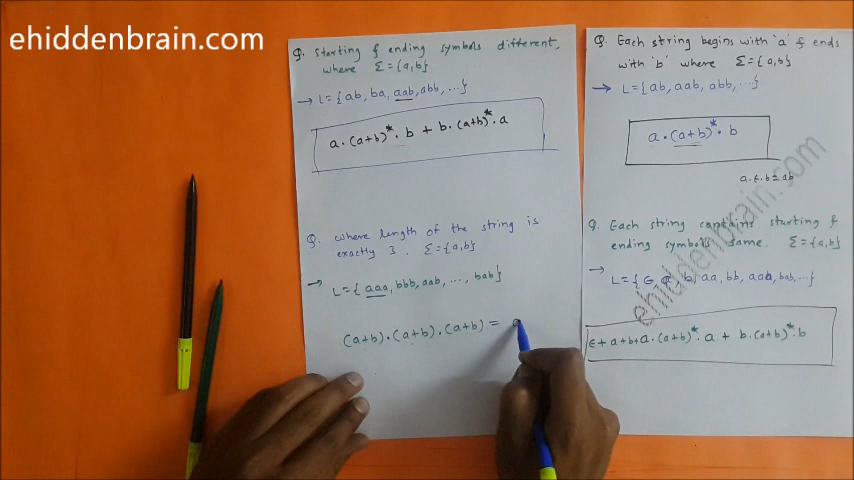 ehiddenbrain.com
Q. Starting & ending symbols different,
where Σ={a,b}
→ L={ab, ba, aab, abb, ...}
a.(a+b)*.b + b.(a+b)*.a
Q. where length of the string is
exactly 3. Σ={a,b}
→ L={aaa, bbb, aab, ..., bab}
(a+b).(a+b).(a+b) =
Q. Each string begins with 'a' & ends
with 'b' where Σ={a,b}
→ L={ab, aab, abb, ...}
a.(a+b)*.b
a.ε.b=ab
Q. Each string contains starting &
ending symbols same. Σ={a,b}
→ L={ε, a, b, aa, bb, aaa, bab, ...}
ε+a+b+a.(a+b)*.a + b.(a+b)*.b
ehiddenbrain.com